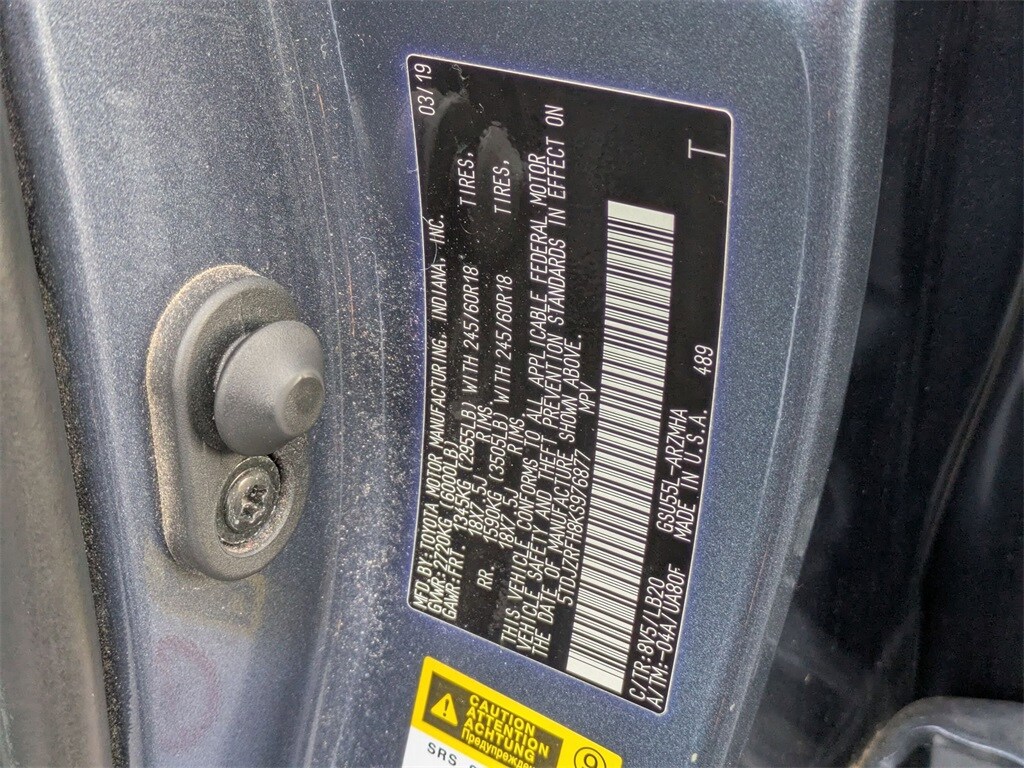 MFD. BY:TOYOTA MOTOR MANUFACTURING, INDIANA, INC. 03/19
GVWR:2720KG (6000LB)
GAWR:FRT. 1345KG (2955LB) WITH 245/60R18 TIRES,
18X7.5J RIMS
RR. 1590KG (3505LB) WITH 245/60R18 TIRES,
18X7.5J RIMS
THIS VEHICLE CONFORMS TO ALL APPLICABLE FEDERAL MOTOR
VEHICLE SAFETY AND THEFT PREVENTION STANDARDS IN EFFECT ON
THE DATE OF MANUFACTURE SHOWN ABOVE.
5TDJZRFH8KS976877 MPV
C/TR:8V5/LB20 GSU55L-ARZMHA 489 T
A/TM:-04A/UA80F MADE IN U.S.A.
CAUTION
ATTENTION
ACHTUNG
SRS